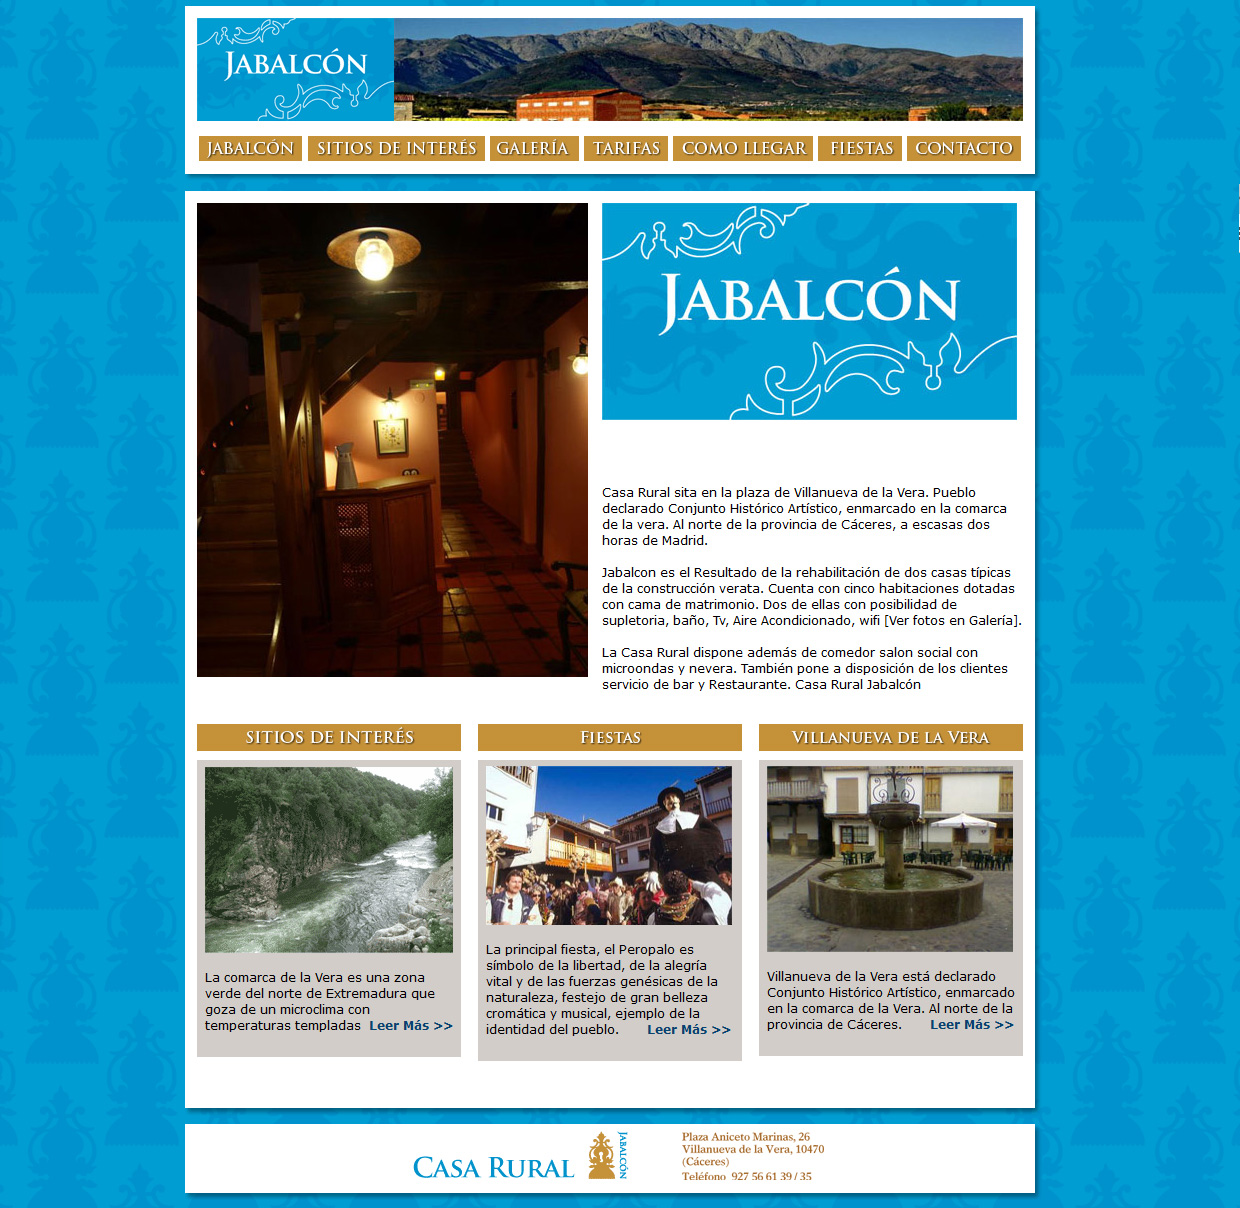 JABALCÓN
JABALCÓN
SITIOS DE INTERÉS
GALERÍA
TARIFAS
COMO LLEGAR
FIESTAS
CONTACTO
JABALCÓN
Casa Rural sita en la plaza de Villanueva de la Vera. Pueblo
declarado Conjunto Histórico Artístico, enmarcado en la comarca
de la vera. Al norte de la provincia de Cáceres, a escasas dos
horas de Madrid.
Jabalcon es el Resultado de la rehabilitación de dos casas típicas
de la construcción verata. Cuenta con cinco habitaciones dotadas
con cama de matrimonio. Dos de ellas con posibilidad de
supletoria, baño, Tv, Aire Acondicionado, wifi [Ver fotos en Galería].
La Casa Rural dispone además de comedor salon social con
microondas y nevera. También pone a disposición de los clientes
servicio de bar y Restaurante. Casa Rural Jabalcón
SITIOS DE INTERÉS
La comarca de la Vera es una zona
verde del norte de Extremadura que
goza de un microclima con
temperaturas templadas Leer Más >>
FIESTAS
La principal fiesta, el Peropalo es
símbolo de la libertad, de la alegría
vital y de las fuerzas genésicas de la
naturaleza, festejo de gran belleza
cromática y musical, ejemplo de la
identidad del pueblo. Leer Más >>
VILLANUEVA DE LA VERA
Villanueva de la Vera está declarado
Conjunto Histórico Artístico, enmarcado
en la comarca de la Vera. Al norte de la
provincia de Cáceres. Leer Más >>
CASA RURAL
JABALCÓN
Plaza Aniceto Marinas, 26
Villanueva de la Vera, 10470
(Cáceres)
Teléfono 927 56 61 39 / 35